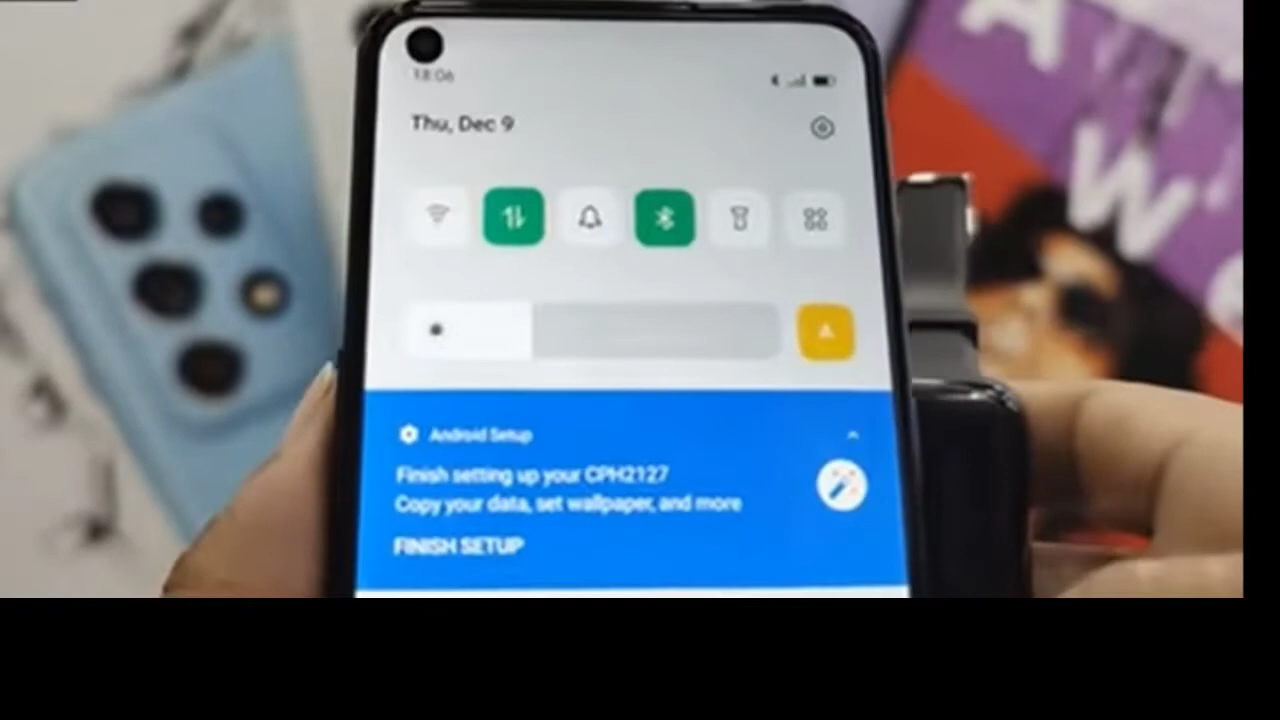 18:06
Thu, Dec 9
Android Setup
Finish setting up your CPH2127
Copy your data, set wallpaper, and more
FINISH SETUP
A
W